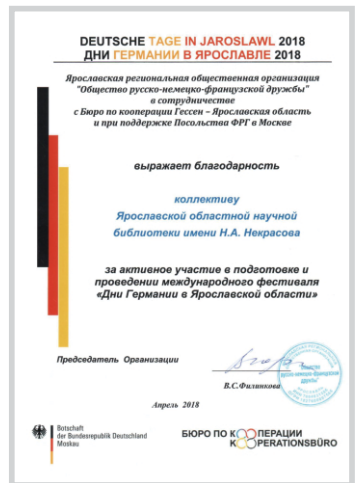 DEUTSCHE TAGE IN JAROSLAWL 2018
ДНИ ГЕРМАНИИ В ЯРОСЛАВЛЕ 2018
Ярославская региональная общественная организация
"Общество русско-немецко-французской дружбы"
в сотрудничестве
с Бюро по кооперации Гессен – Ярославская область
и при поддержке Посольства ФРГ в Москве
выражает благодарность
коллективу
Ярославской областной научной
библиотеки имени Н.А. Некрасова
за активное участие в подготовке и
проведении международного фестиваля
«Дни Германии в Ярославской области»
Председатель Организации
В.С.Филинкова
Апрель 2018
Botschaft
der Bundesrepublik Deutschland
Moskau
БЮРО ПО КООПЕРАЦИИ
KOOPERATIONSBÜRO